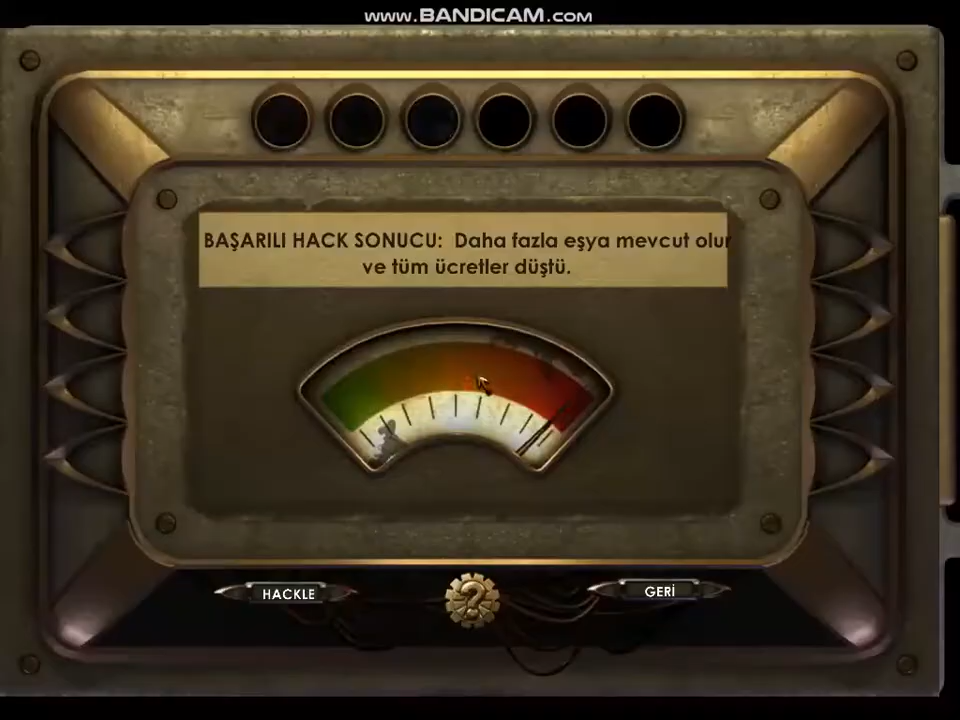 www.BANDICAM.com
BAŞARILI HACK SONUCU: Daha fazla eşya mevcut olur
ve tüm ücretler düştü.
HACKLE
?
GERİ